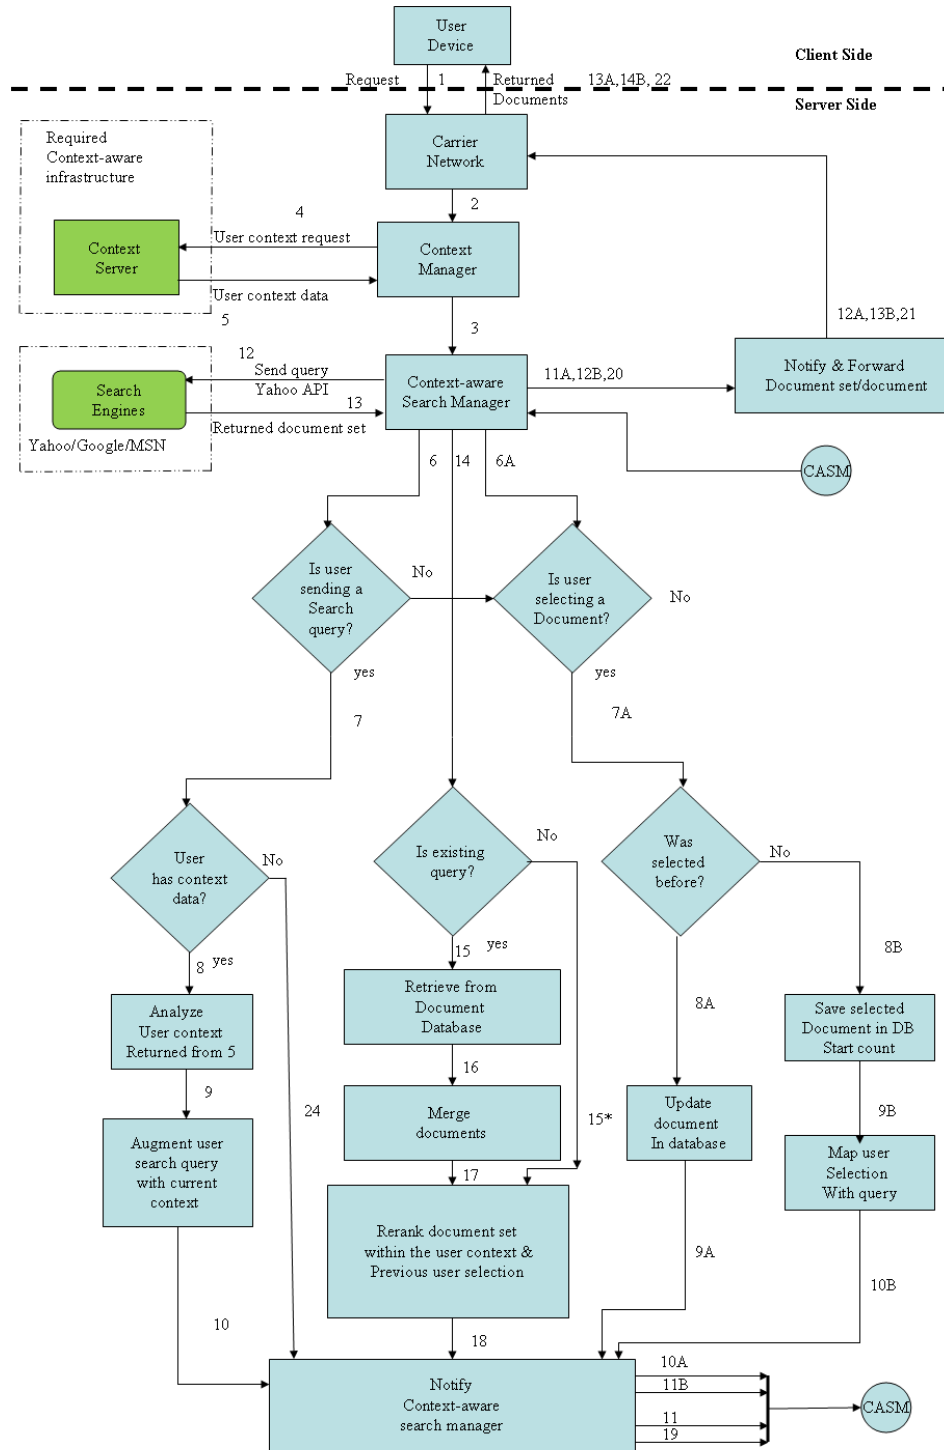 User
Device
Client Side
Request
1
Returned
Documents
13A,14B, 22
Server Side
Required
Context-aware
infrastructure
Carrier
Network
2
4
User context request
Context
Server
Context
Manager
User context data
5
3
12A,13B,21
12
Send query
Yahoo API
13
Search
Engines
Returned document set
Yahoo/Google/MSN
Context-aware
Search Manager
11A,12B,20
Notify & Forward
Document set/document
CASM
6
14
6A
Is user
sending a
Search
query?
No
Is user
selecting a
Document?
No
yes
7
yes
7A
User
has context
data?
No
Is existing
query?
No
Was
selected
before?
No
8
yes
15
yes
8A
8B
Analyze
User context
Returned from 5
Retrieve from
Document
Database
Save selected
Document in DB
Start count
9
16
24
Merge
documents
15*
Update
document
In database
9B
Augment user
search query
with current
context
17
Map user
Selection
With query
Rerank document set
within the user context &
Previous user selection
9A
10B
10
18
Notify
Context-aware
search manager
10A
11B
11
19
CASM